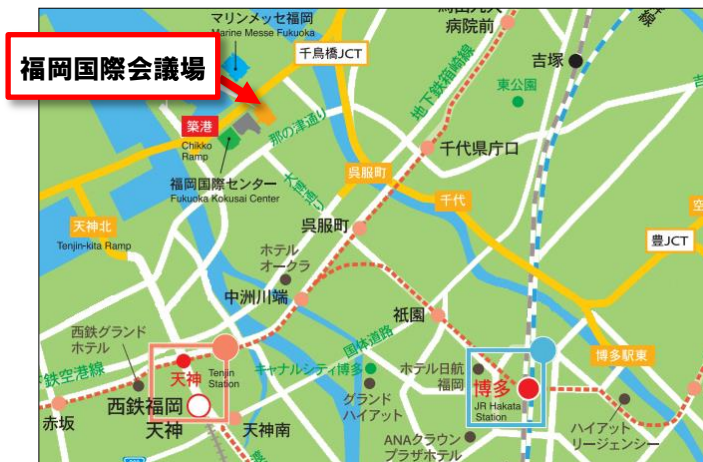 マリンメッセ福岡
Marine Messe Fukuoka
病院前
千鳥橋JCT
吉塚
福岡国際会議場
東公園
地下鉄箱崎線
築港
Chikko
Ramp
那の津通り
千代県庁口
福岡国際センター
Fukuoka Kokusai Center
大博通り
呉服町
千代
天神北
Tenjin-kita Ramp
呉服町
豊JCT
空
ホテル
オークラ
中洲川端
祇園
西鉄グランド
ホテル
国体道路
博多駅東
鉄空港線
天神
Tenjin
Station
キャナルシティ博多
ホテル日航
福岡
博多
JR Hakata
Station
西鉄福岡
天神
グランド
ハイアット
赤坂
天神南
ANAクラウン
プラザホテル
ハイアット
リージェンシー